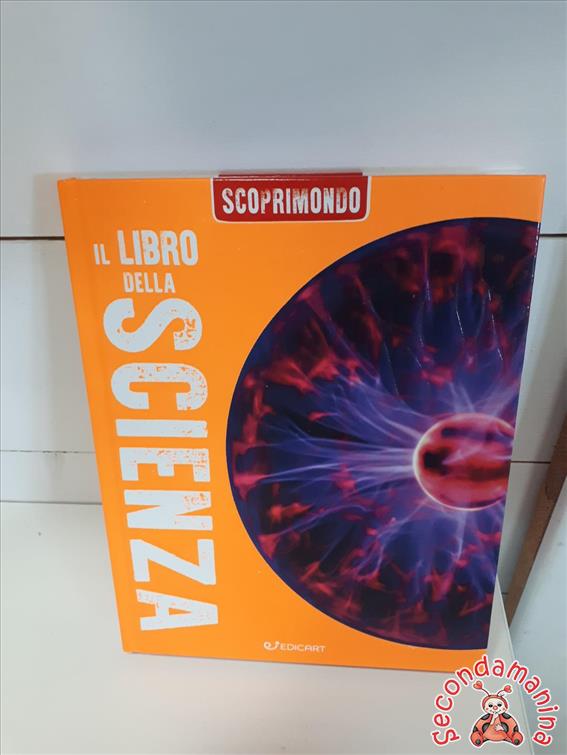 SCOPRIMONDO
IL LIBRO
DELLA
SCIENZA
EDICART
Secondamanina